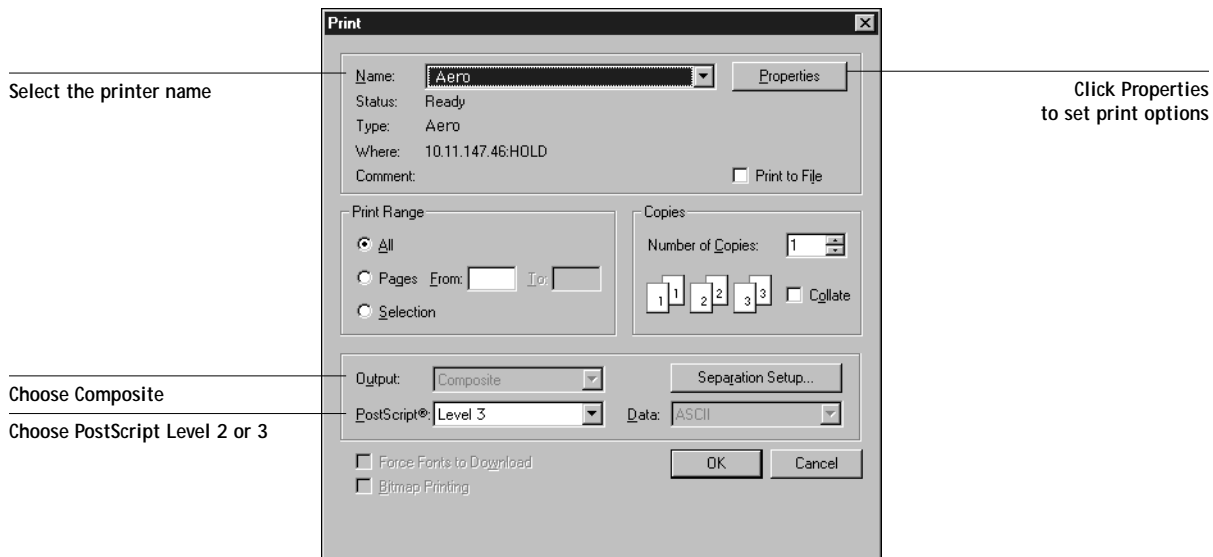 Print
Select the printer name
Name: Aero
Properties
Click Properties
to set print options
Status: Ready
Type: Aero
Where: 10.11.147.46:HOLD
Comment:
Print to File
Print Range
All
Pages From: To:
Selection
Copies
Number of Copies: 1
1 1 2 2 3 3
Collate
Choose Composite
Output: Composite
Separation Setup...
Choose PostScript Level 2 or 3
PostScript®: Level 3
Data: ASCII
Force Fonts to Download
Bitmap Printing
OK
Cancel